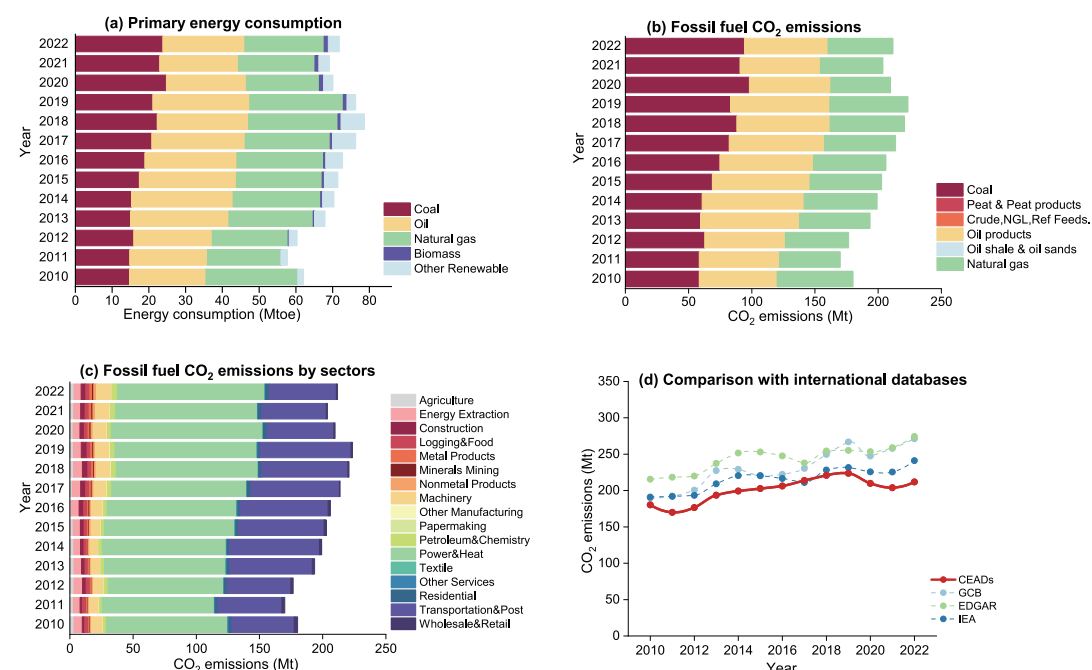 (a) Primary energy consumption
Year
2022
2021
2020
2019
2018
2017
2016
2015
2014
2013
2012
2011
2010
0 10 20 30 40 50 60 70 80
Energy consumption (Mtoe)
Coal
Oil
Natural gas
Biomass
Other Renewable
(b) Fossil fuel CO₂ emissions
Year
2022
2021
2020
2019
2018
2017
2016
2015
2014
2013
2012
2011
2010
0 50 100 150 200 250
CO₂ emissions (Mt)
Coal
Peat & Peat products
Crude,NGL,Ref Feeds.
Oil products
Oil shale & oil sands
Natural gas
(c) Fossil fuel CO₂ emissions by sectors
Year
2022
2021
2020
2019
2018
2017
2016
2015
2014
2013
2012
2011
2010
0 50 100 150 200 250
CO₂ emissions (Mt)
Agriculture
Energy Extraction
Construction
Logging&Food
Metal Products
Minerals Mining
Nonmetal Products
Machinery
Other Manufacturing
Papermaking
Petroleum&Chemistry
Power&Heat
Textile
Other Services
Residential
Transportation&Post
Wholesale&Retail
(d) Comparison with international databases
CO₂ emissions (Mt)
350
300
250
200
150
100
50
0
2010 2012 2014 2016 2018 2020 2022
Year
CEADs
GCB
EDGAR
IEA